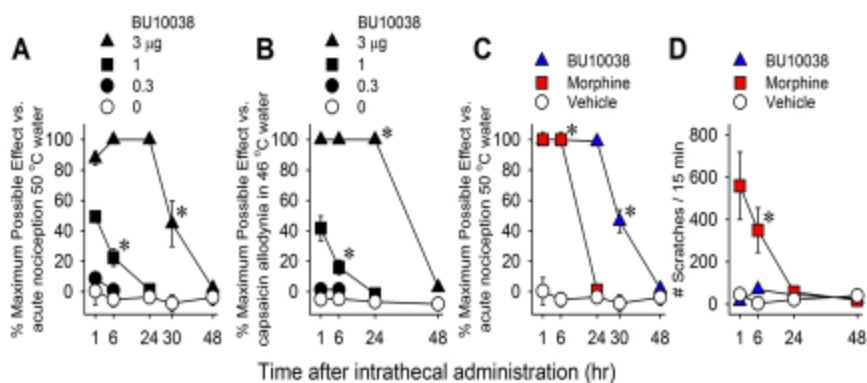 A
BU10038
3 µg
1
0.3
0
% Maximum Possible Effect vs.
acute nociception 50 °C water
100
80
60
40
20
0
1 6 24 30 48
B
BU10038
3 µg
1
0.3
0
% Maximum Possible Effect vs.
capsaicin allodynia in 46 °C water
100
80
60
40
20
0
1 6 24 48
C
BU10038
Morphine
Vehicle
% Maximum Possible Effect vs.
acute nociception 50 °C water
100
80
60
40
20
0
1 6 24 30 48
D
BU10038
Morphine
Vehicle
# Scratches / 15 min
800
600
400
200
0
1 6 24 48
* * * * * * *
Time after intrathecal administration (hr)